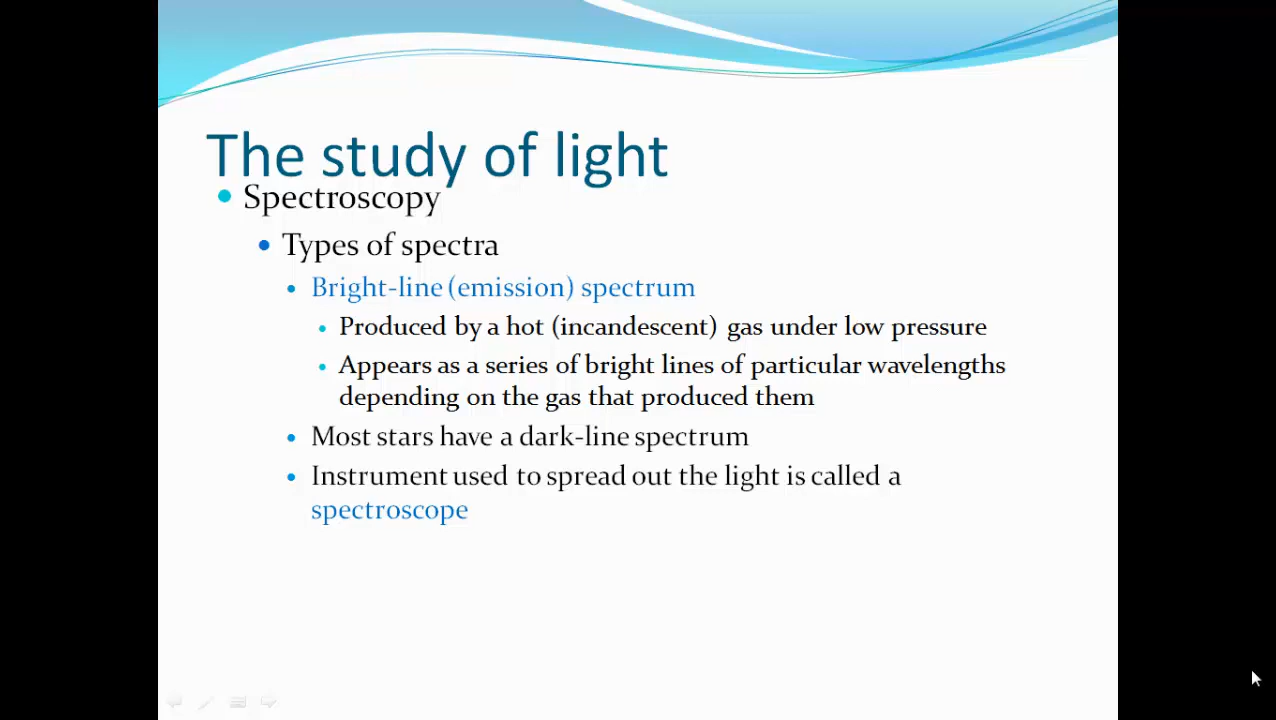 The study of light
Spectroscopy
Types of spectra
Bright-line (emission) spectrum
Produced by a hot (incandescent) gas under low pressure
Appears as a series of bright lines of particular wavelengths
depending on the gas that produced them
Most stars have a dark-line spectrum
Instrument used to spread out the light is called a
spectroscope